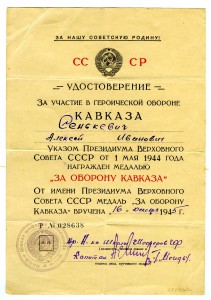 ЗА НАШУ СОВЕТСКУЮ РОДИНУ!
СС СР
УДОСТОВЕРЕНИЕ
ЗА УЧАСТИЕ В ГЕРОИЧЕСКОЙ ОБОРОНЕ
КАВКАЗА
Сенькевич
Алексей Иванович
УКАЗОМ ПРЕЗИДИУМА ВЕРХОВНОГО
СОВЕТА СССР ОТ 1 МАЯ 1944 ГОДА
НАГРАЖДЕН МЕДАЛЬЮ
"ЗА ОБОРОНУ КАВКАЗА"
ОТ ИМЕНИ ПРЕЗИДИУМА ВЕРХОВНОГО
СОВЕТА СССР МЕДАЛЬ „ЗА ОБОРОНУ
КАВКАЗА" ВРУЧЕНА „16" 1945 Г.
Р № 028638